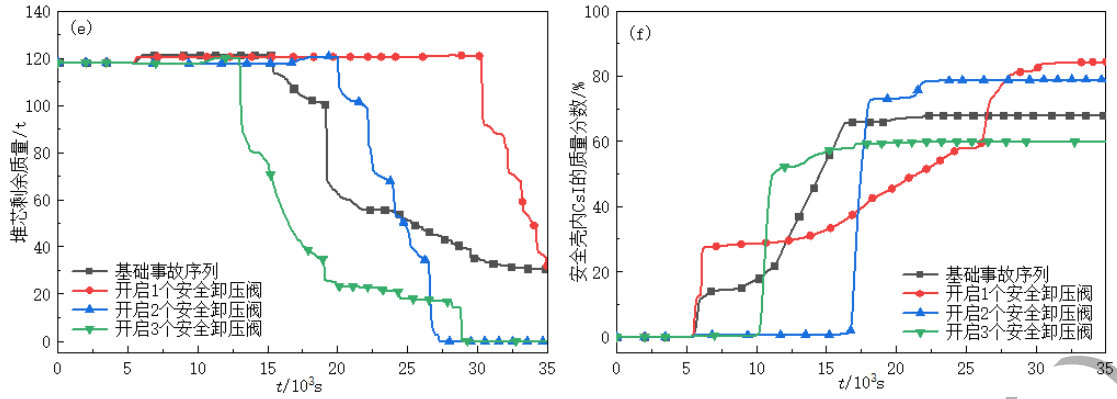 (e)
堆芯剩余质量/t
140
120
100
80
60
40
20
0
基础事故序列
开启1个安全卸压阀
开启2个安全卸压阀
开启3个安全卸压阀
0 5 10 15 20 25 30 35
t/10³s
(f)
安全壳内CsI的质量分数/%
100
80
60
40
20
0
基础事故序列
开启1个安全卸压阀
开启2个安全卸压阀
开启3个安全卸压阀
0 5 10 15 20 25 30 35
t/10³s